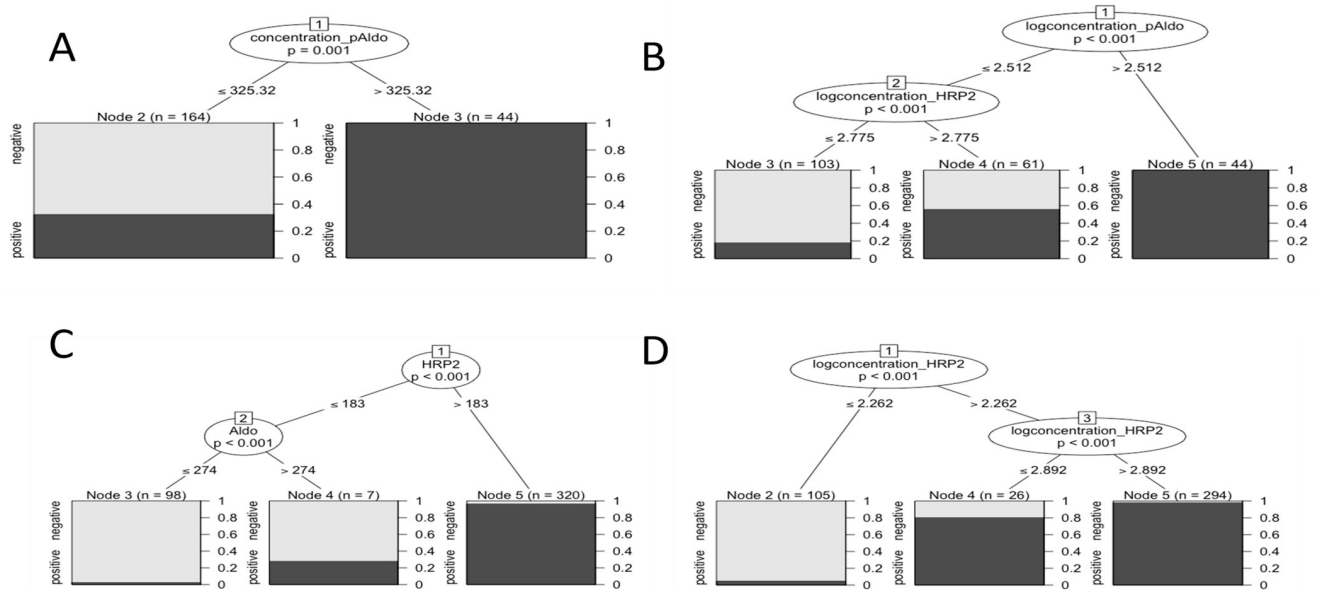 A
1
concentration_pAldo
p = 0.001
≤ 325.32
> 325.32
Node 2 (n = 164)
negative
positive
1
0.8
0.6
0.4
0.2
0
Node 3 (n = 44)
negative
positive
1
0.8
0.6
0.4
0.2
0
B
1
logconcentration_pAldo
p < 0.001
≤ 2.512
> 2.512
2
logconcentration_HRP2
p < 0.001
≤ 2.775
> 2.775
Node 3 (n = 103)
negative
positive
1
0.8
0.6
0.4
0.2
0
Node 4 (n = 61)
negative
positive
1
0.8
0.6
0.4
0.2
0
Node 5 (n = 44)
negative
positive
1
0.8
0.6
0.4
0.2
0
C
1
HRP2
p < 0.001
≤ 183
> 183
2
Aldo
p < 0.001
≤ 274
> 274
Node 3 (n = 98)
negative
positive
1
0.8
0.6
0.4
0.2
0
Node 4 (n = 7)
negative
positive
1
0.8
0.6
0.4
0.2
0
Node 5 (n = 320)
negative
positive
1
0.8
0.6
0.4
0.2
0
D
1
logconcentration_HRP2
p < 0.001
≤ 2.262
> 2.262
3
logconcentration_HRP2
p < 0.001
≤ 2.892
> 2.892
Node 2 (n = 105)
negative
positive
1
0.8
0.6
0.4
0.2
0
Node 4 (n = 26)
negative
positive
1
0.8
0.6
0.4
0.2
0
Node 5 (n = 294)
negative
positive
1
0.8
0.6
0.4
0.2
0